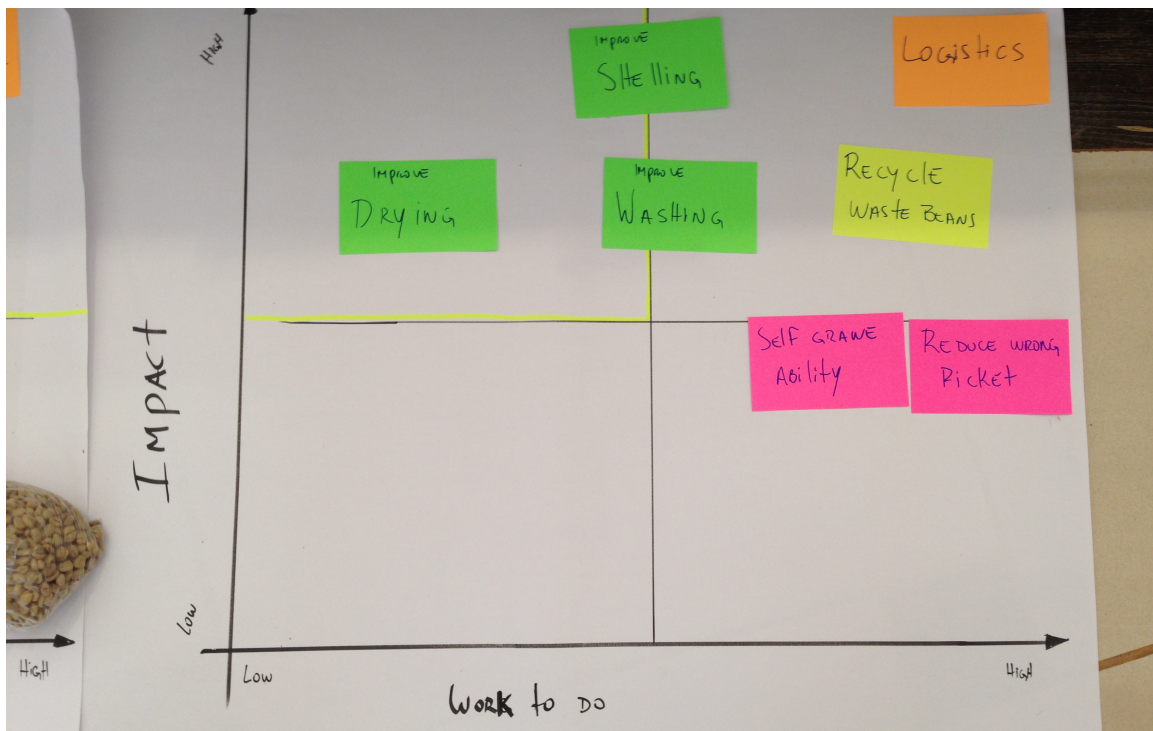 HIGH
IMPROVE
SHELLING
LOGISTICS
IMPROVE
DRYING
IMPROVE
WASHING
RECYCLE
WASTE BEANS
SELF GRAWE
ABILITY
REDUCE WRONG
PICKET
IMPACT
LOW
HIGH
LOW
HIGH
WORK TO DO